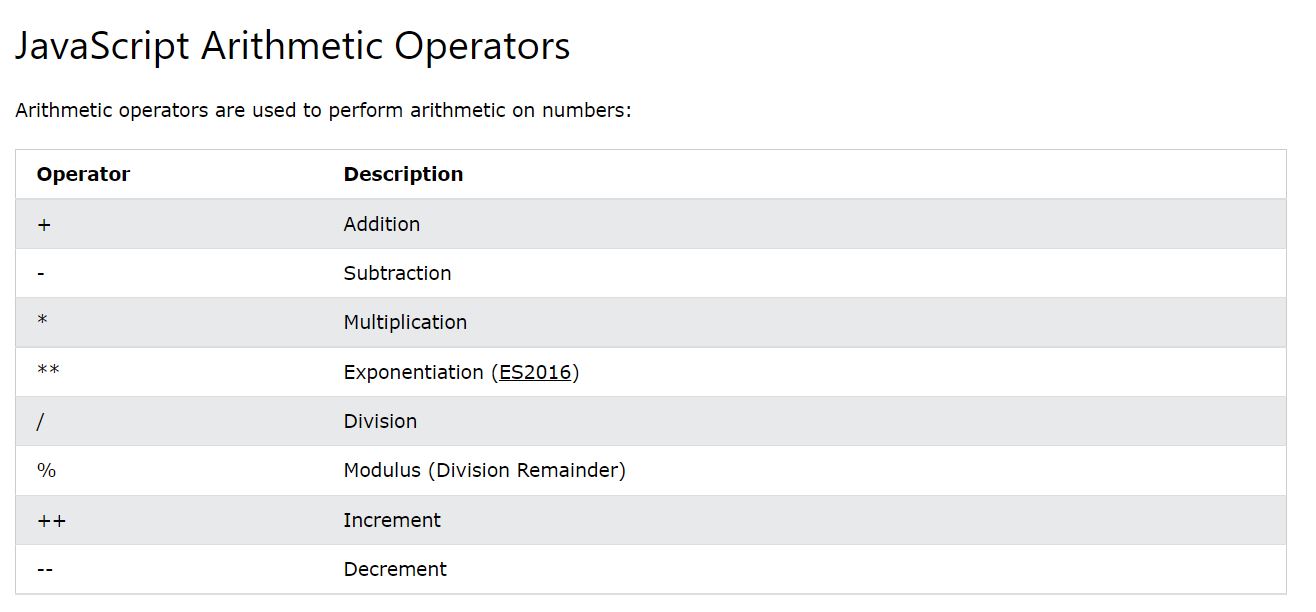 JavaScript Arithmetic Operators
Arithmetic operators are used to perform arithmetic on numbers:
Operator Description
+ Addition
- Subtraction
* Multiplication
** Exponentiation (ES2016)
/ Division
% Modulus (Division Remainder)
++ Increment
-- Decrement